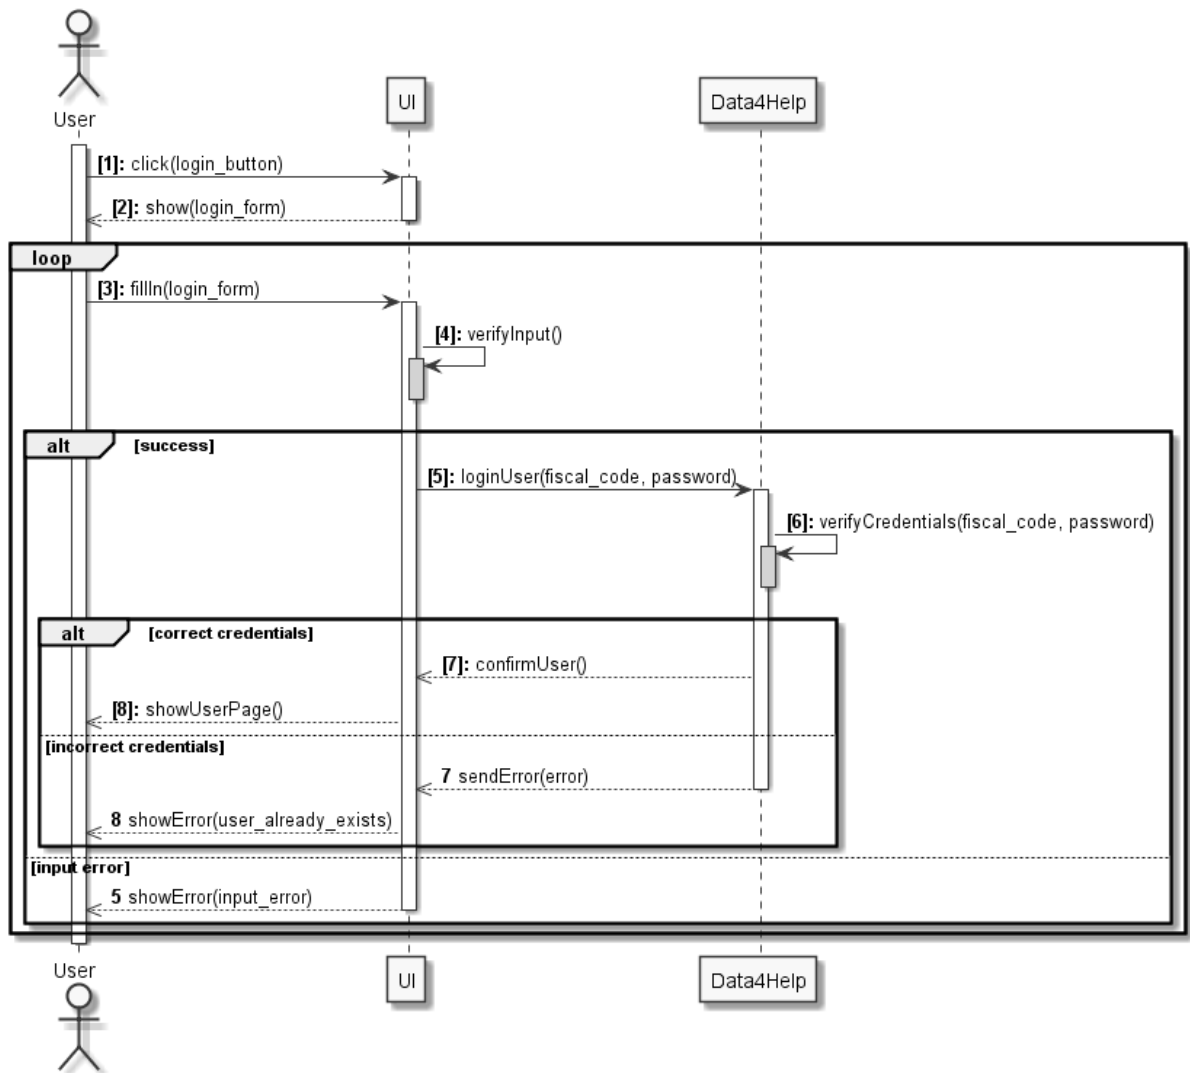 User
UI
Data4Help
[1]: click(login_button)
[2]: show(login_form)
loop
[3]: fillIn(login_form)
[4]: verifyInput()
alt [success]
[5]: loginUser(fiscal_code, password)
[6]: verifyCredentials(fiscal_code, password)
alt [correct credentials]
[7]: confirmUser()
[8]: showUserPage()
[incorrect credentials]
7 sendError(error)
8 showError(user_already_exists)
[input error]
5 showError(input_error)
User
UI
Data4Help